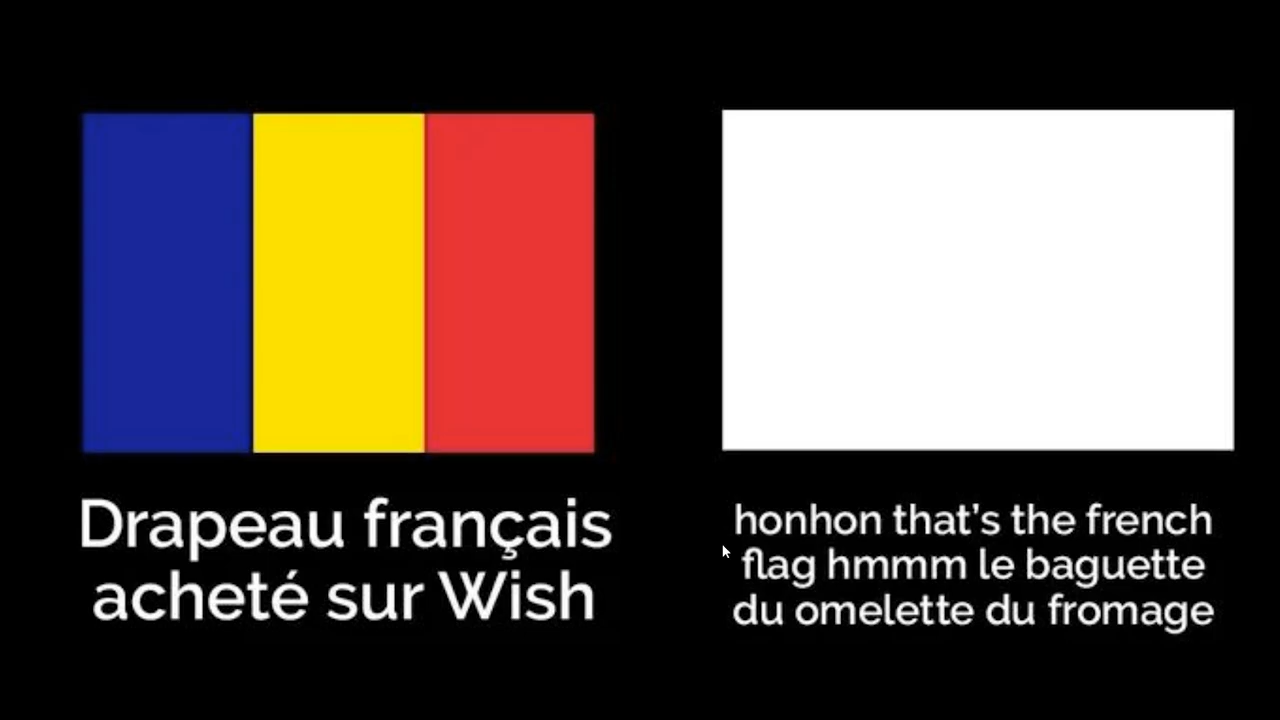 Drapeau français
acheté sur Wish
honhon that's the french
flag hmmm le baguette
du omelette du fromage